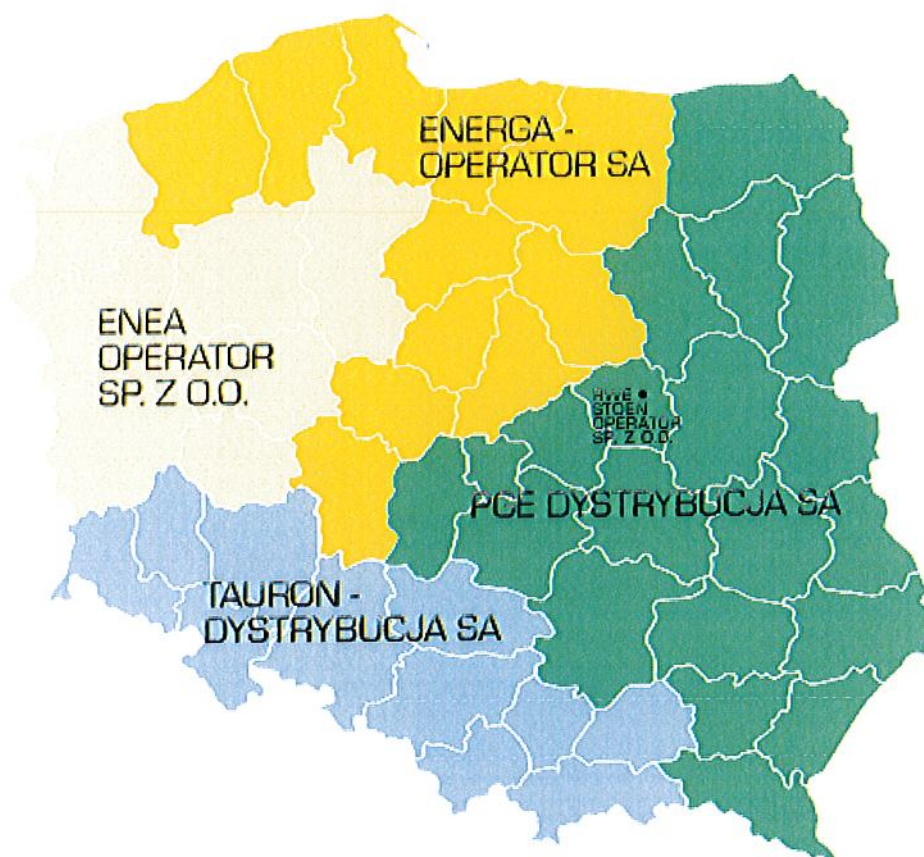 ENERGA -
OPERATOR SA
ENEA
OPERATOR
SP. Z O.O.
RWE
STOEN
OPERATOR
SP. Z O.O.
PGE DYSTRYBUCJA SA
TAURON -
DYSTRYBUCJA SA